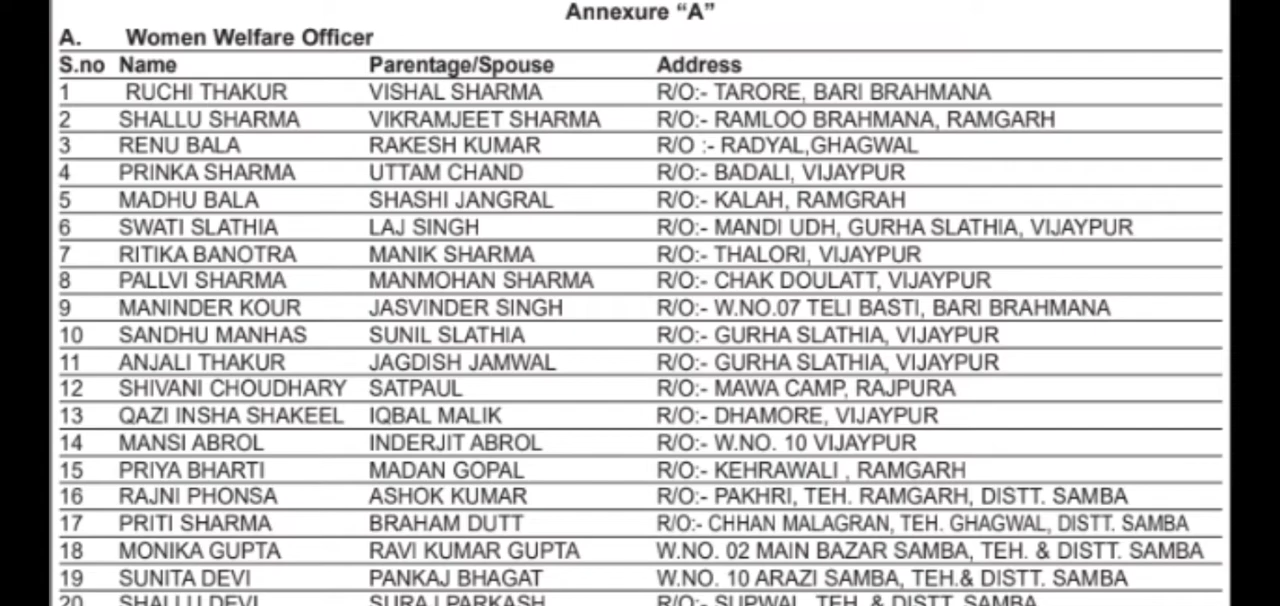 Annexure “A”
A. Women Welfare Officer
S.no Name Parentage/Spouse Address
1 RUCHI THAKUR VISHAL SHARMA R/O:- TARORE, BARI BRAHMANA
2 SHALLU SHARMA VIKRAMJEET SHARMA R/O:- RAMLOO BRAHMANA, RAMGARH
3 RENU BALA RAKESH KUMAR R/O :- RADYAL,GHAGWAL
4 PRINKA SHARMA UTTAM CHAND R/O:- BADALI, VIJAYPUR
5 MADHU BALA SHASHI JANGRAL R/O:- KALAH, RAMGRAH
6 SWATI SLATHIA LAJ SINGH R/O:- MANDI UDH, GURHA SLATHIA, VIJAYPUR
7 RITIKA BANOTRA MANIK SHARMA R/O:- THALORI, VIJAYPUR
8 PALLVI SHARMA MANMOHAN SHARMA R/O:- CHAK DOULATT, VIJAYPUR
9 MANINDER KOUR JASVINDER SINGH R/O:- W.NO.07 TELI BASTI, BARI BRAHMANA
10 SANDHU MANHAS SUNIL SLATHIA R/O:- GURHA SLATHIA, VIJAYPUR
11 ANJALI THAKUR JAGDISH JAMWAL R/O:- GURHA SLATHIA, VIJAYPUR
12 SHIVANI CHOUDHARY SATPAUL R/O:- MAWA CAMP, RAJPURA
13 QAZI INSHA SHAKEEL IQBAL MALIK R/O:- DHAMORE, VIJAYPUR
14 MANSI ABROL INDERJIT ABROL R/O:- W.NO. 10 VIJAYPUR
15 PRIYA BHARTI MADAN GOPAL R/O:- KEHRAWALI , RAMGARH
16 RAJNI PHONSA ASHOK KUMAR R/O:- PAKHRI, TEH. RAMGARH, DISTT. SAMBA
17 PRITI SHARMA BRAHAM DUTT R/O:- CHHAN MALAGRAN, TEH. GHAGWAL, DISTT. SAMBA
18 MONIKA GUPTA RAVI KUMAR GUPTA W.NO. 02 MAIN BAZAR SAMBA, TEH. & DISTT. SAMBA
19 SUNITA DEVI PANKAJ BHAGAT W.NO. 10 ARAZI SAMBA, TEH.& DISTT. SAMBA
20 SHALLU DEVI SURAJ PARKASH R/O:- SUPWAL, TEH. & DISTT. SAMBA